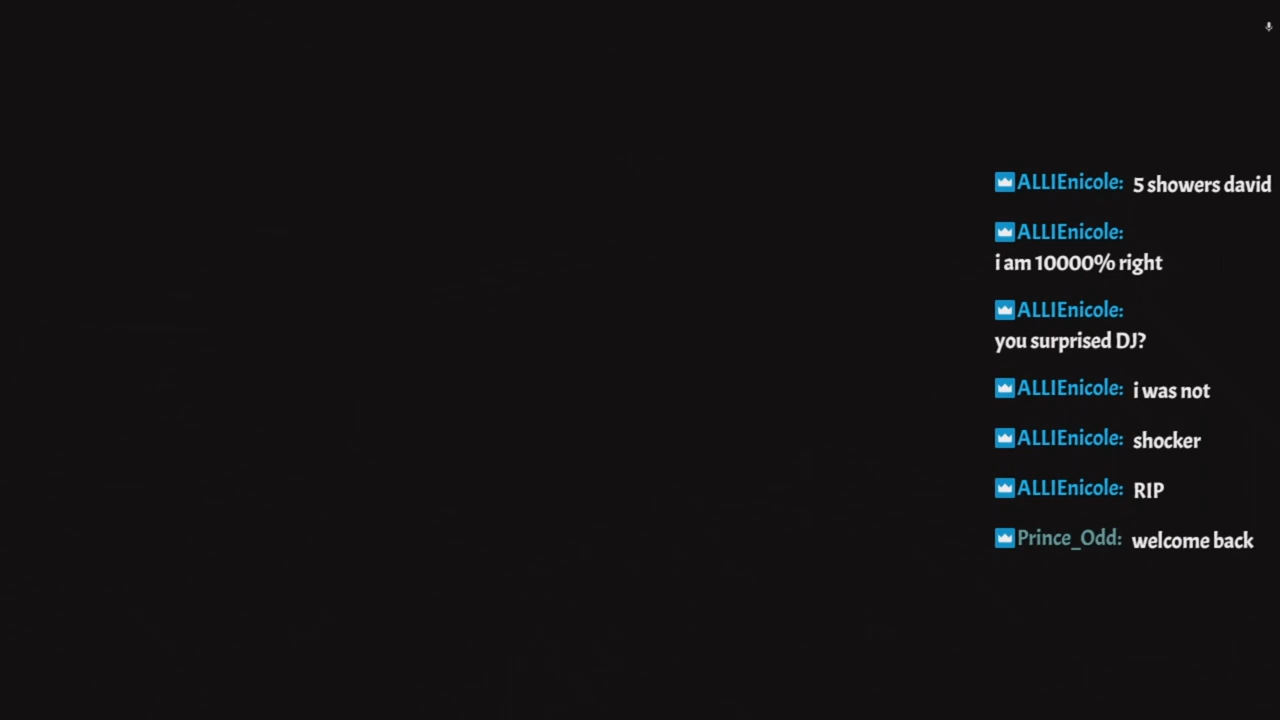 ALLIEnicole: 5 showers david
ALLIEnicole:
i am 10000% right
ALLIEnicole:
you surprised DJ?
ALLIEnicole: i was not
ALLIEnicole: shocker
ALLIEnicole: RIP
Prince_Odd: welcome back